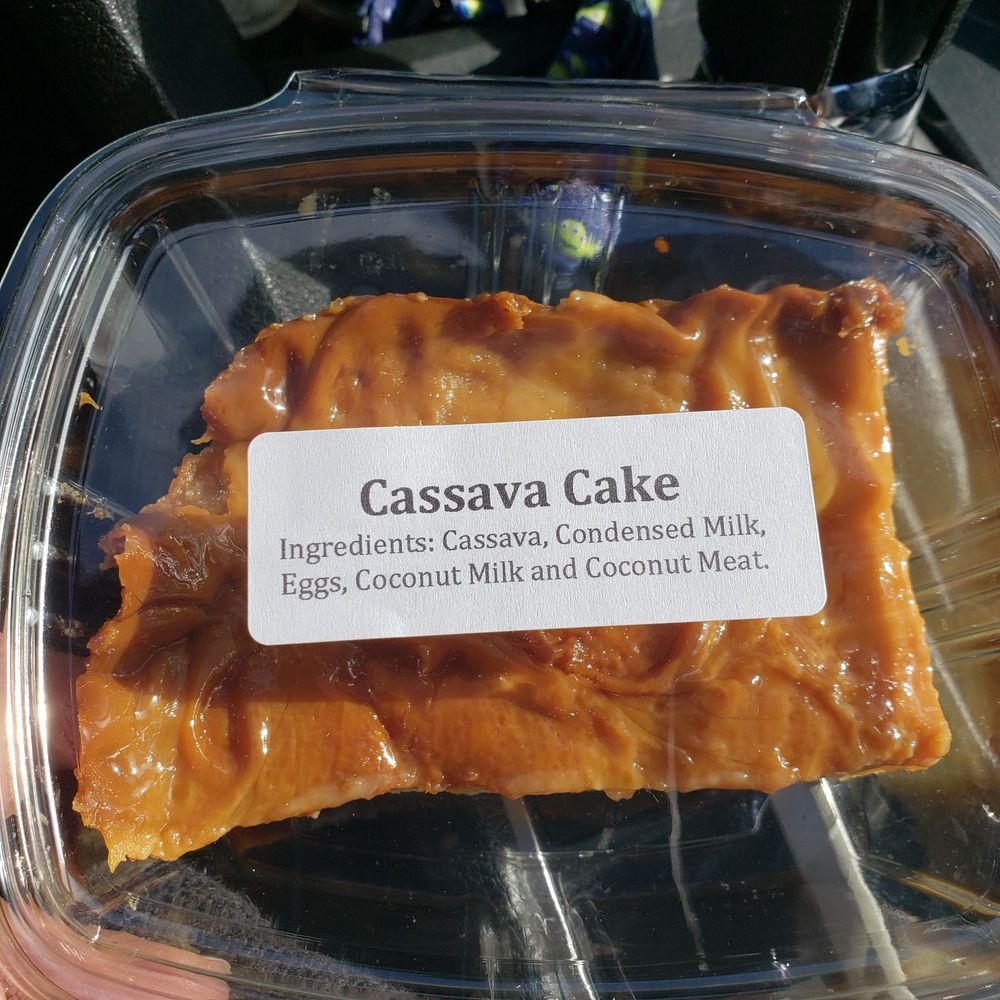 Cassava Cake
Ingredients: Cassava, Condensed Milk,
Eggs, Coconut Milk and Coconut Meat.